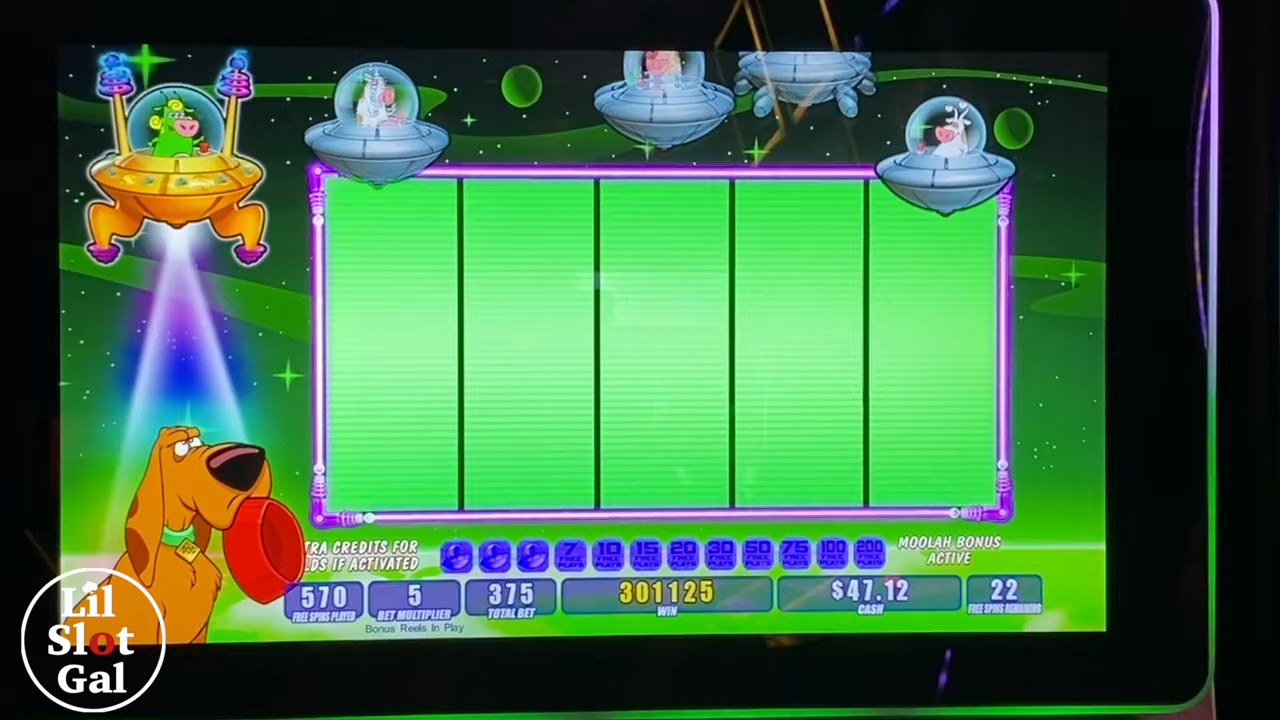 TRA CREDITS FOR
LDS IF ACTIVATED
7 FREE PLAYS
10 FREE PLAYS
15 FREE PLAYS
20 FREE PLAYS
30 FREE PLAYS
50 FREE PLAYS
75 FREE PLAYS
100 FREE PLAYS
200 FREE PLAYS
MOOLAH BONUS
ACTIVE
570
FREE SPINS PLAYED
5
BET MULTIPLIER
375
TOTAL BET
301125
WIN
$47.12
CASH
22
FREE SPINS REMAINING
Bonus Reels In Play
DOG
Lil
Slot
Gal